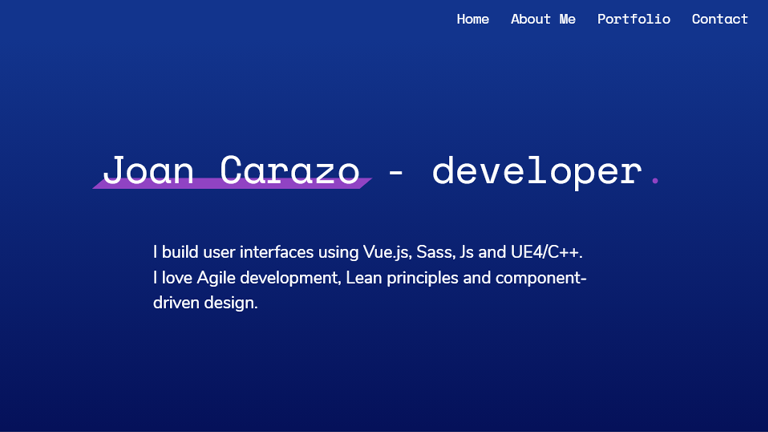 Home About Me Portfolio Contact
Joan Carazo - developer.
I build user interfaces using Vue.js, Sass, Js and UE4/C++.
I love Agile development, Lean principles and component-
driven design.